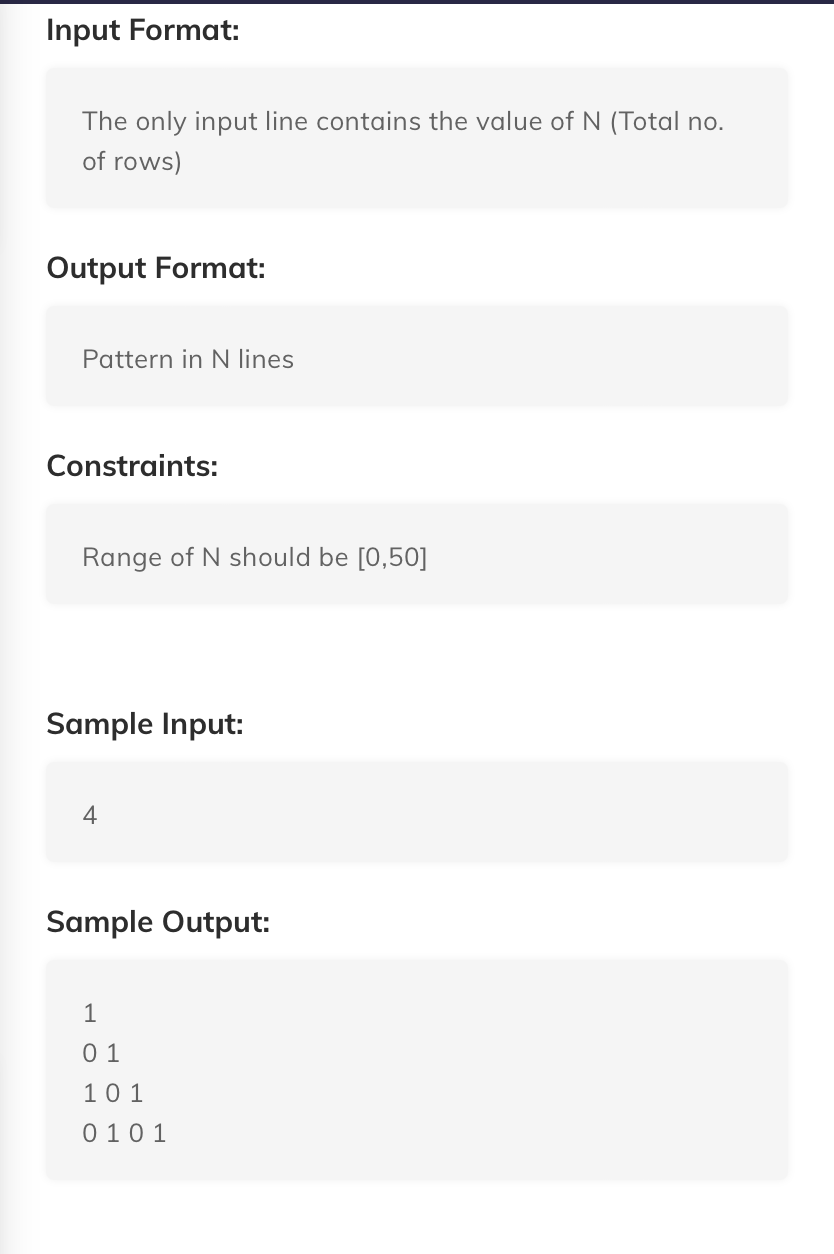 Input Format:
The only input line contains the value of N (Total no.
of rows)
Output Format:
Pattern in N lines
Constraints:
Range of N should be [0,50]
Sample Input:
4
Sample Output:
1
0 1
1 0 1
0 1 0 1